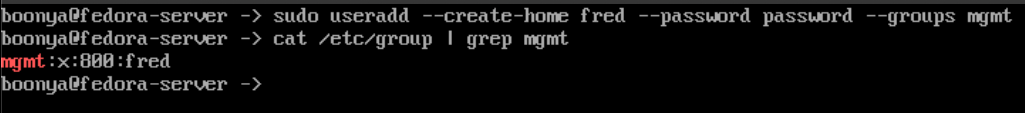 boonya@fedora-server -> sudo useradd --create-home fred --password password --groups mgmt
boonya@fedora-server -> cat /etc/group | grep mgmt
mgmt:x:800:fred
boonya@fedora-server ->